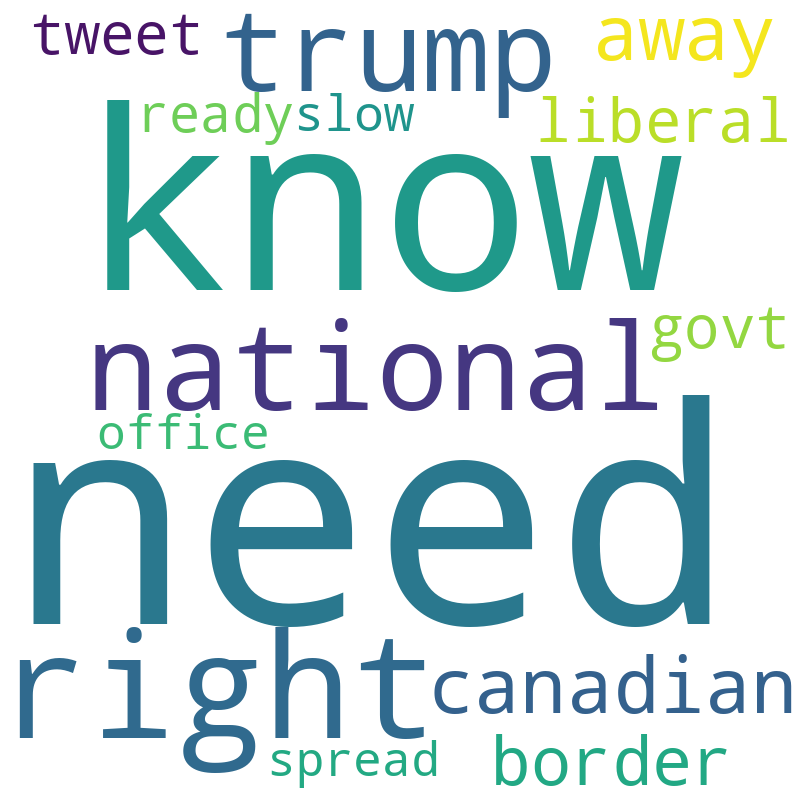 tweet trump away
ready slow liberal
know
national govt
office
need
right canadian
spread border